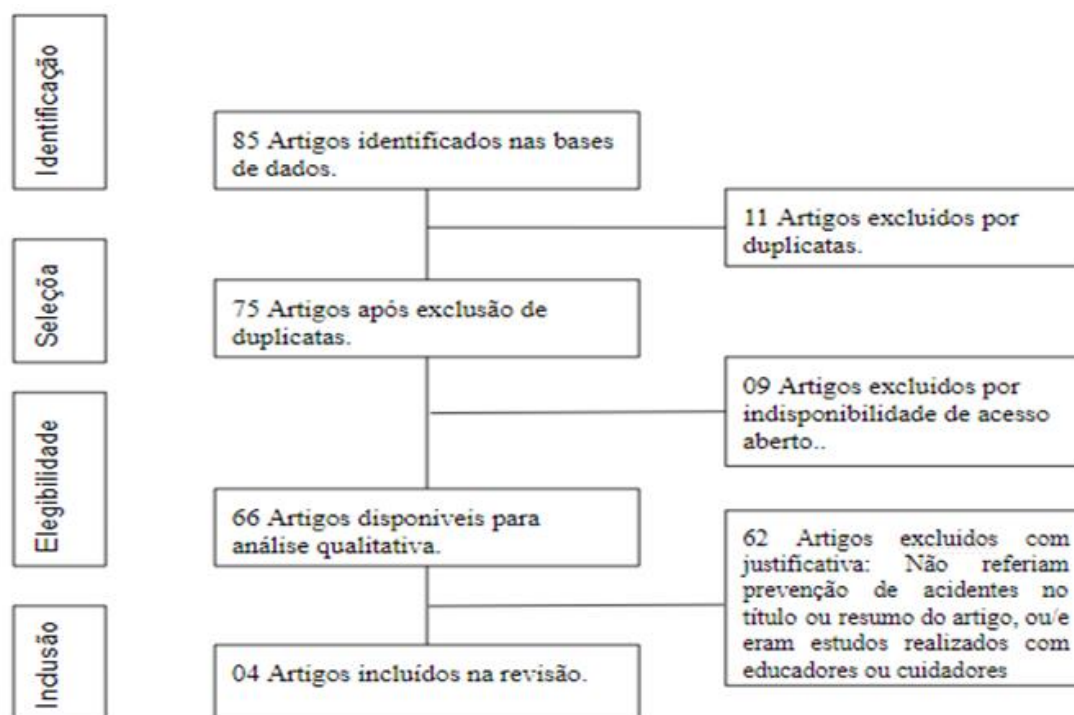 Identificação
85 Artigos identificados nas bases
de dados.
11 Artigos excluidos por
duplicatas.
Seleçõa
75 Artigos após exclusão de
duplicatas.
09 Artigos excluidos por
indisponibilidade de acesso
aberto..
Elegibilidade
66 Artigos disponíveis para
análise qualitativa.
62 Artigos excluidos com
justificativa: Não referiam
prevenção de acidentes no
título ou resumo do artigo, ou/e
eram estudos realizados com
educadores ou cuidadores
Inclusão
04 Artigos incluídos na revisão.